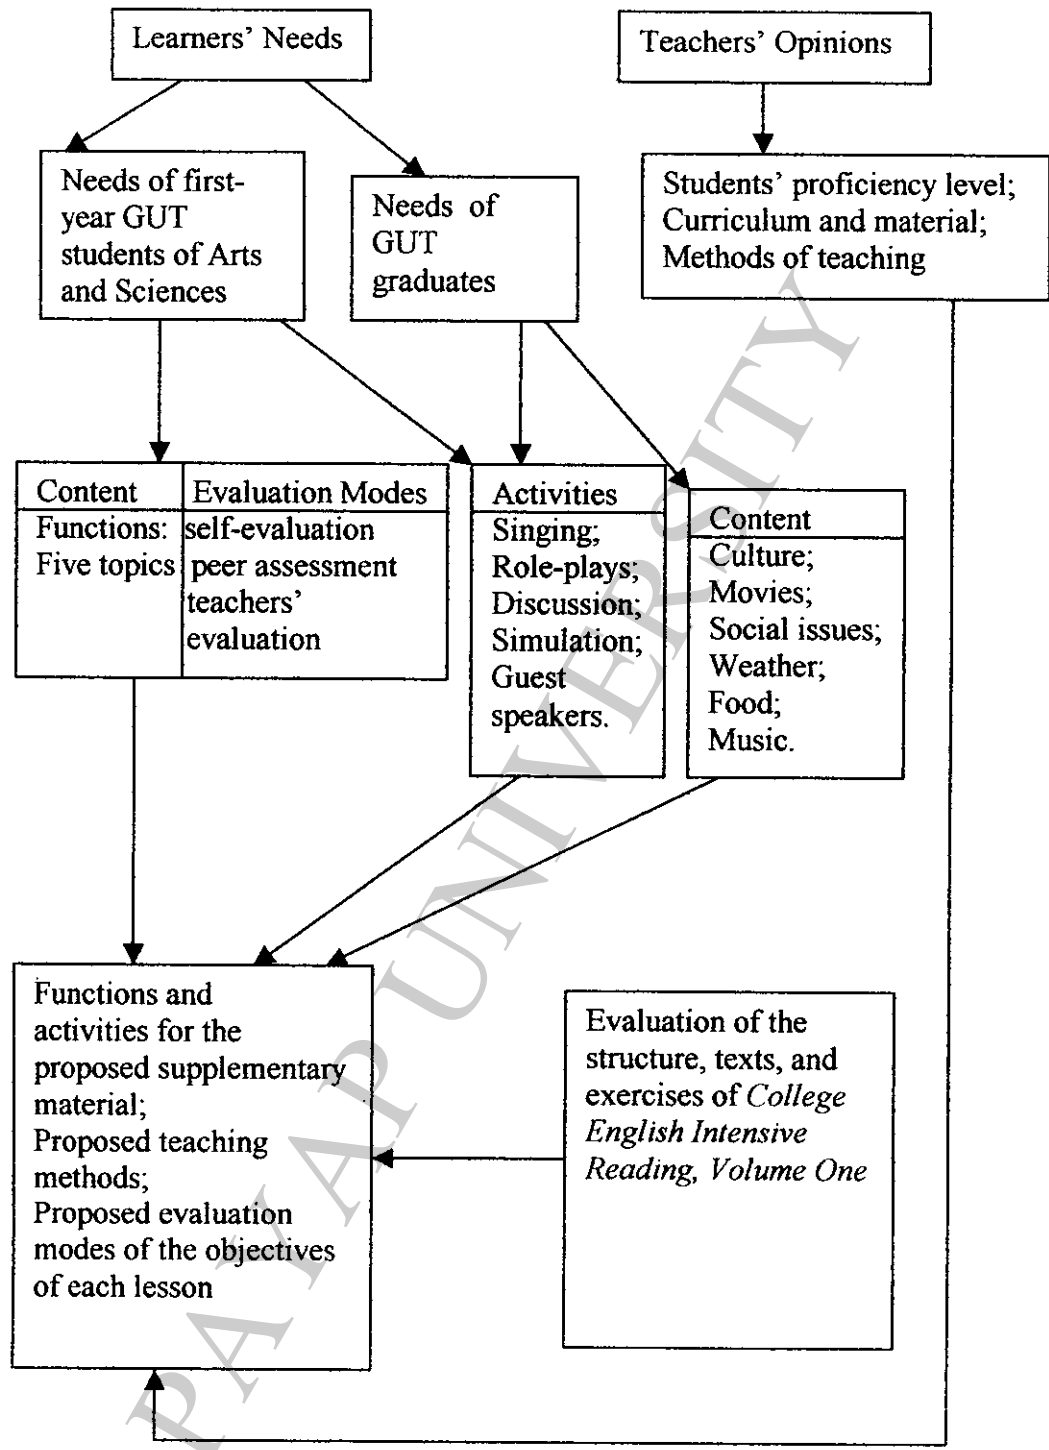 Learners’ Needs
Teachers’ Opinions
Needs of first-
year GUT
students of Arts
and Sciences
Needs of
GUT
graduates
Students’ proficiency level;
Curriculum and material;
Methods of teaching
Content
Functions:
Five topics
Evaluation Modes
self-evaluation
peer assessment
teachers’
evaluation
Activities
Singing;
Role-plays;
Discussion;
Simulation;
Guest
speakers.
Content
Culture;
Movies;
Social issues;
Weather;
Food;
Music.
Functions and
activities for the
proposed supplementary
material;
Proposed teaching
methods;
Proposed evaluation
modes of the objectives
of each lesson
Evaluation of the
structure, texts, and
exercises of College
English Intensive
Reading, Volume One
PAYAP UNIVERSITY